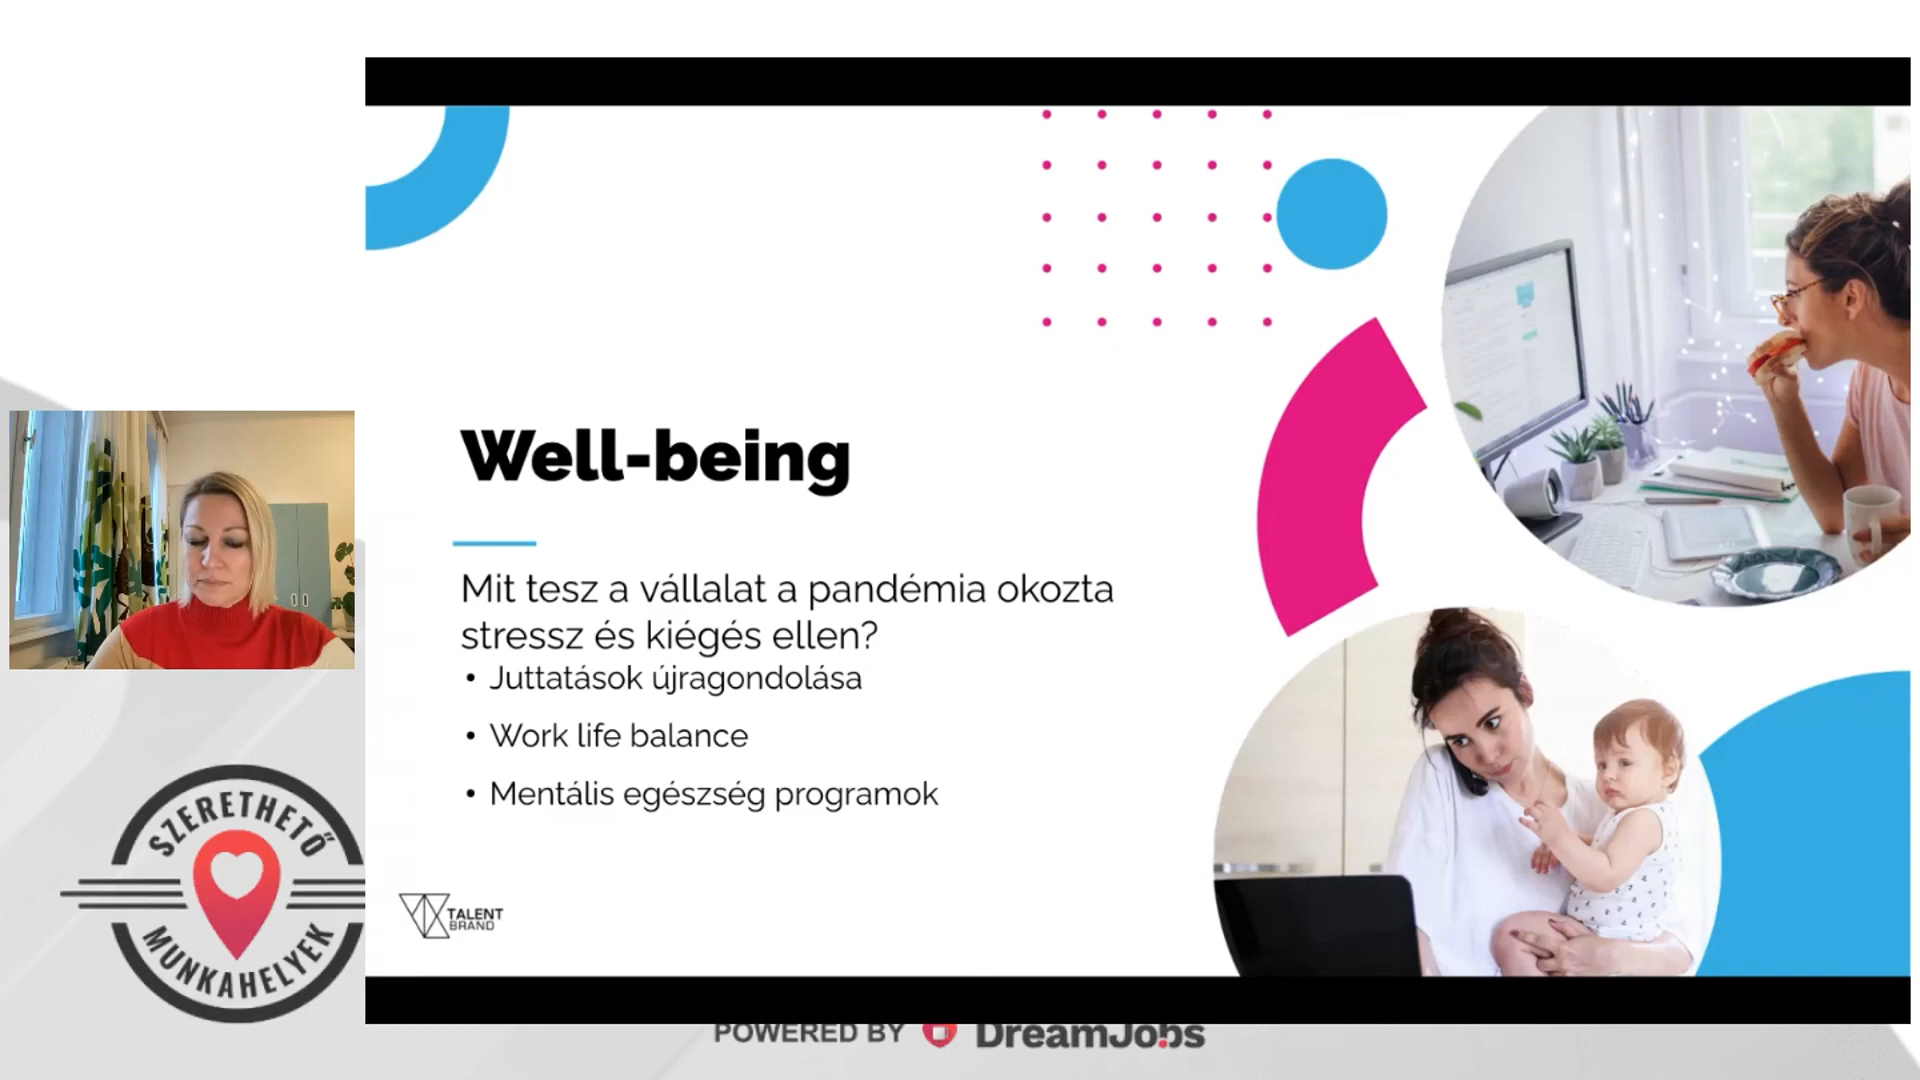 Well-being
Mit tesz a vállalat a pandémia okozta
stressz és kiégés ellen?
• Juttatások újragondolása
• Work life balance
• Mentális egészség programok
TALENT
BRAND
SZERETHETŐ
MUNKAHELYEK
POWERED BY DreamJobs